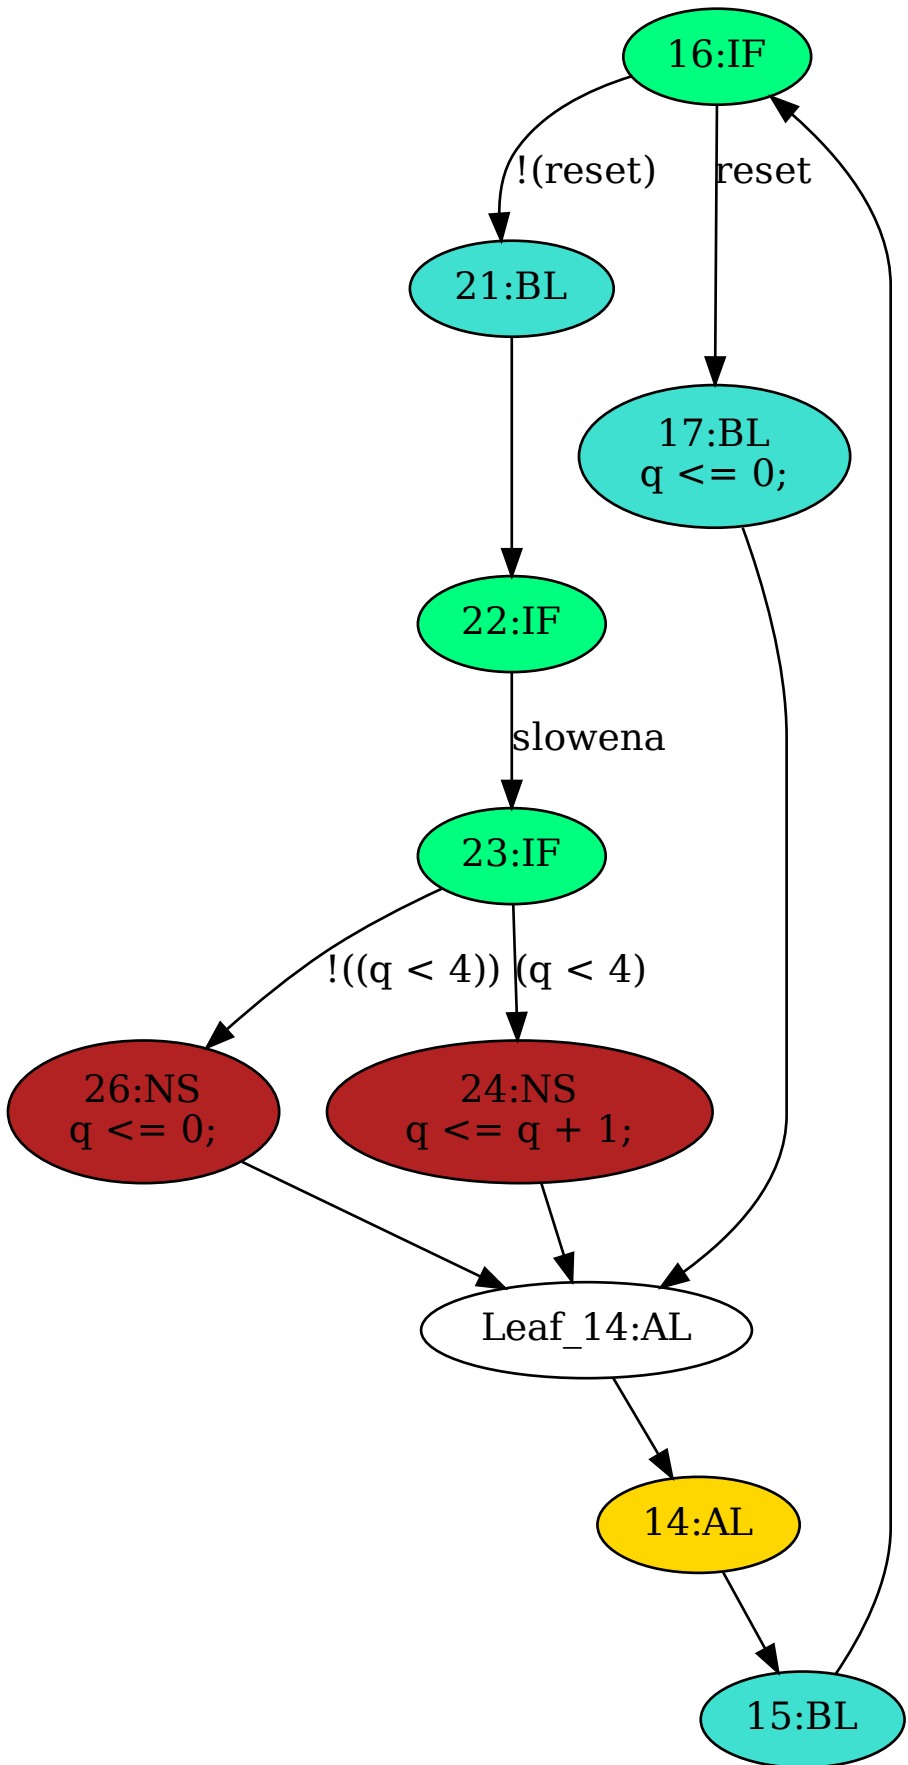 16:IF
!(reset)
reset
21:BL
17:BL
q <= 0;
22:IF
slowena
23:IF
!((q < 4))
(q < 4)
26:NS
q <= 0;
24:NS
q <= q + 1;
Leaf_14:AL
14:AL
15:BL